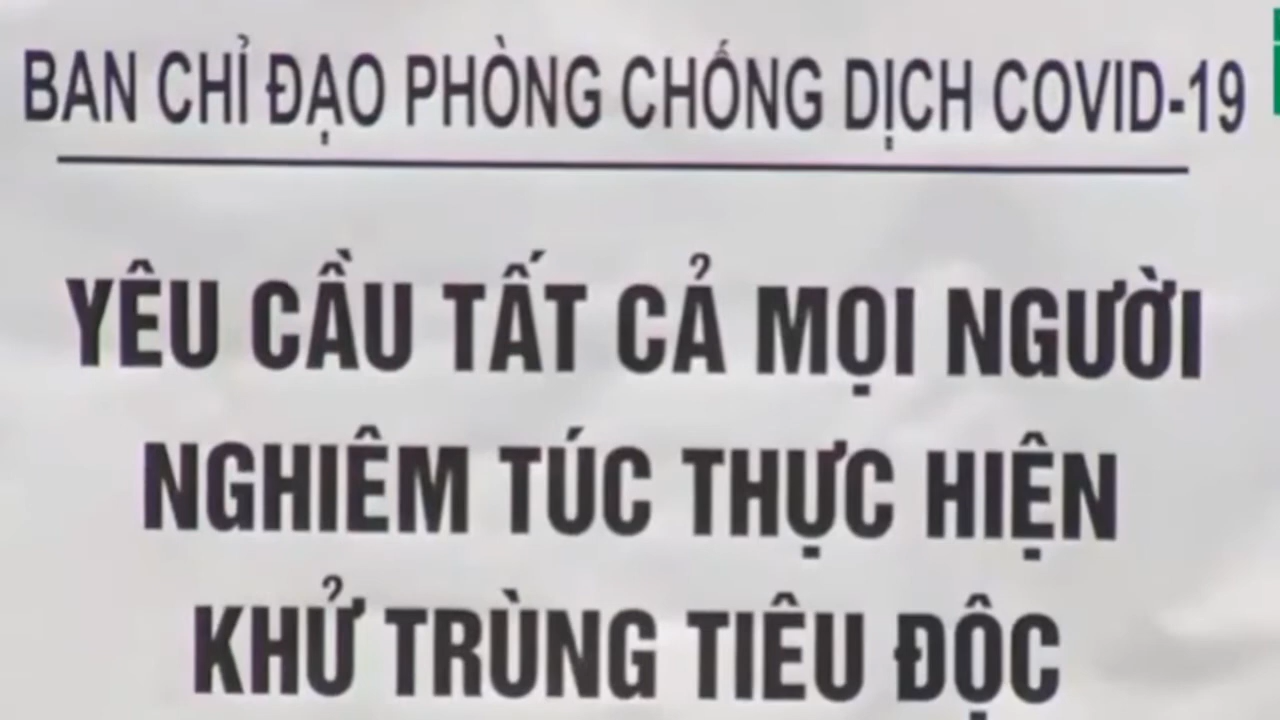 BAN CHỈ ĐẠO PHÒNG CHỐNG DỊCH COVID-19
YÊU CẦU TẤT CẢ MỌI NGƯỜI
NGHIÊM TÚC THỰC HIỆN
KHỬ TRÙNG TIÊU ĐỘC